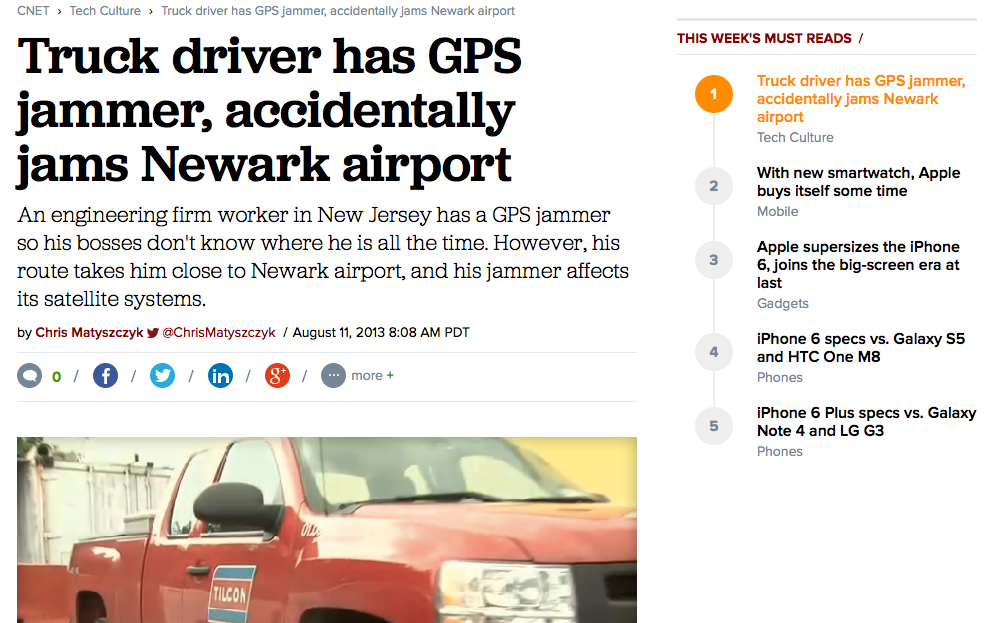 CNET › Tech Culture › Truck driver has GPS jammer, accidentally jams Newark airport
Truck driver has GPS
jammer, accidentally
jams Newark airport
An engineering firm worker in New Jersey has a GPS jammer
so his bosses don't know where he is all the time. However, his
route takes him close to Newark airport, and his jammer affects
its satellite systems.
by Chris Matyszczyk @ChrisMatyszczyk / August 11, 2013 8:08 AM PDT
0 / f / / in / g+ / ... more +
TILCON
THIS WEEK'S MUST READS /
1
Truck driver has GPS jammer,
accidentally jams Newark
airport
Tech Culture
2
With new smartwatch, Apple
buys itself some time
Mobile
3
Apple supersizes the iPhone
6, joins the big-screen era at
last
Gadgets
4
iPhone 6 specs vs. Galaxy S5
and HTC One M8
Phones
5
iPhone 6 Plus specs vs. Galaxy
Note 4 and LG G3
Phones